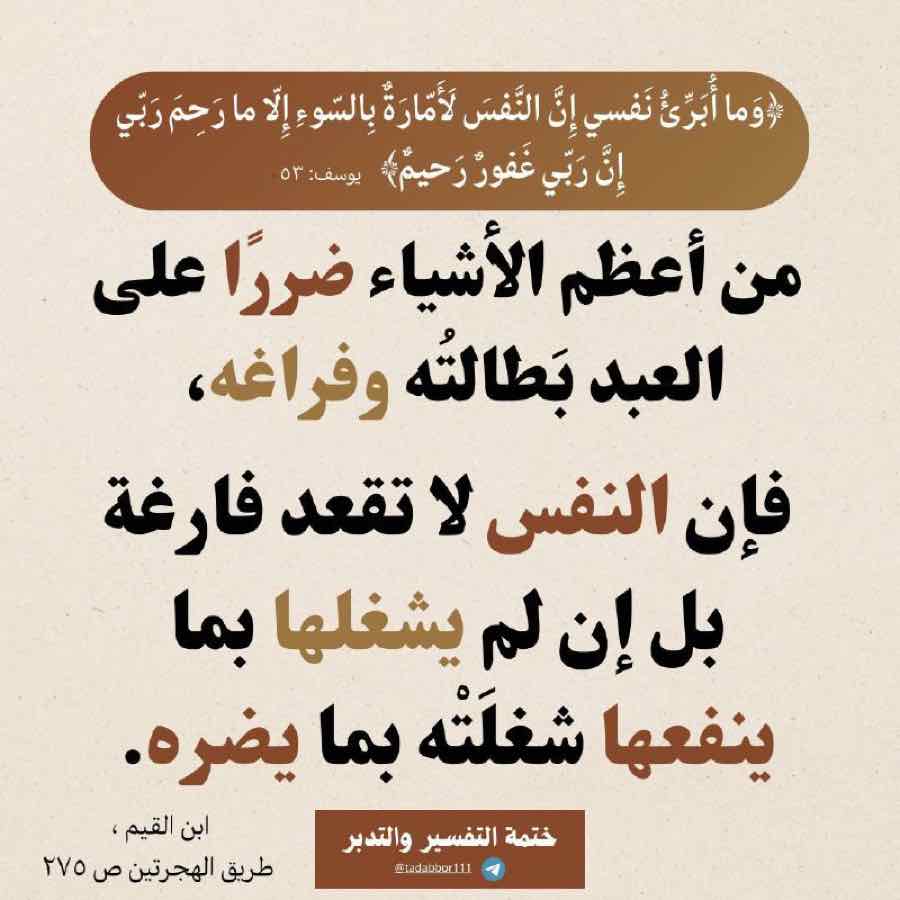 ﴿وَما أُبَرِّئُ نَفسي إِنَّ النَّفسَ لَأَمّارَةٌ بِالسّوءِ إِلّا ما رَحِمَ رَبّي
إِنَّ رَبّي غَفورٌ رَحيمٌ﴾ يوسف: ٥٣
من أعظم الأشياء ضررًا على
العبد بَطالتُه وفراغه،
فإن النفس لا تقعد فارغة
بل إن لم يشغلها بما
ينفعها شغلَتْه بما يضره.
ختمة التفسير والتدبر
@tadabbor111
ابن القيم ،
طريق الهجرتين ص ٢٧٥